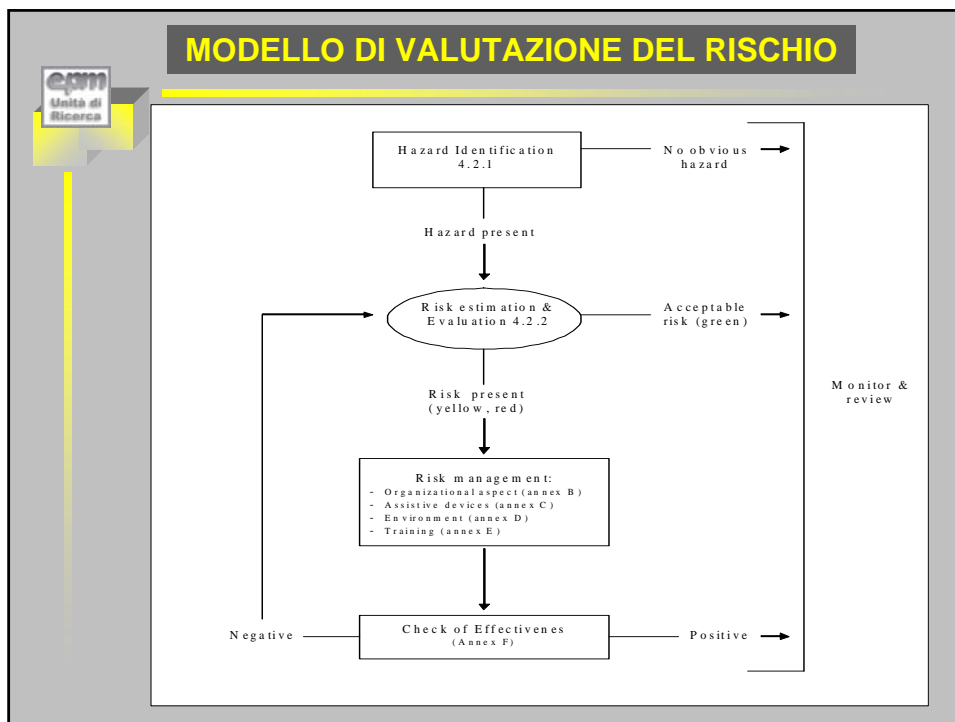 MODELLO DI VALUTAZIONE DEL RISCHIO
epm
Unità di
Ricerca
Hazard Identification
4.2.1
No obvious
hazard
Hazard present
Risk estimation &
Evaluation 4.2.2
Acceptable
risk (green)
Monitor &
review
Risk present
(yellow, red)
Risk management:
- Organizational aspect (annex B)
- Assistive devices (annex C)
- Environment (annex D)
- Training (annex E)
Negative
Check of Effectivenes
(Annex F)
Positive